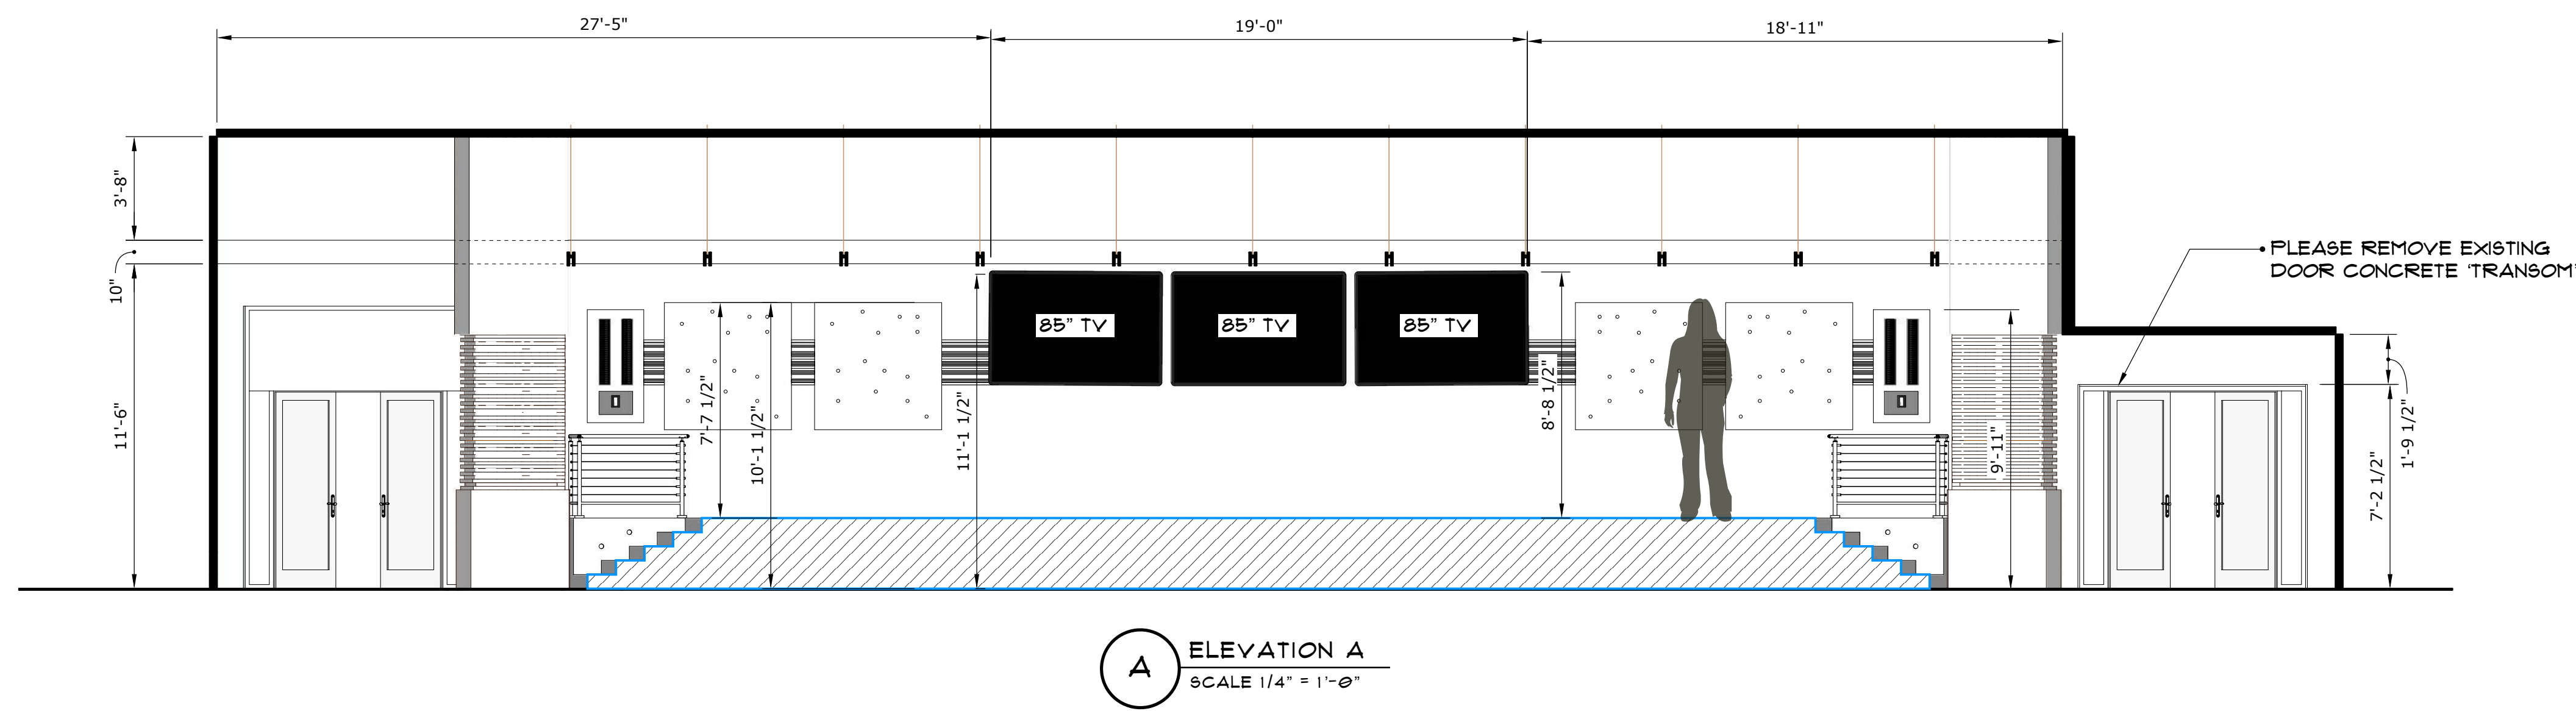 27'-5"
19'-0"
18'-11"
3'-8"
10"
11'-6"
PLEASE REMOVE EXISTING
DOOR CONCRETE 'TRANSOM'
85" TV
85" TV
85" TV
7'-7 1/2"
10'-1 1/2"
11'-1 1/2"
8'-8 1/2"
9'-11"
7'-2 1/2"
1'-9 1/2"
A
ELEVATION A
SCALE 1/4" = 1'-0"